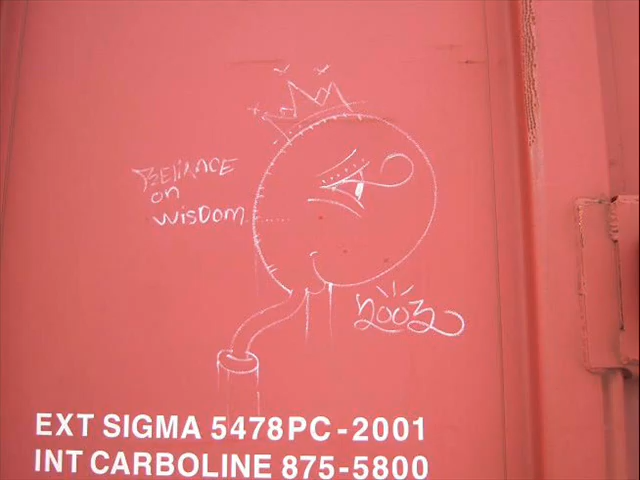 RELIANCE
on
WISDOM
2003
EXT SIGMA 5478PC-2001
INT CARBOLINE 875-5800